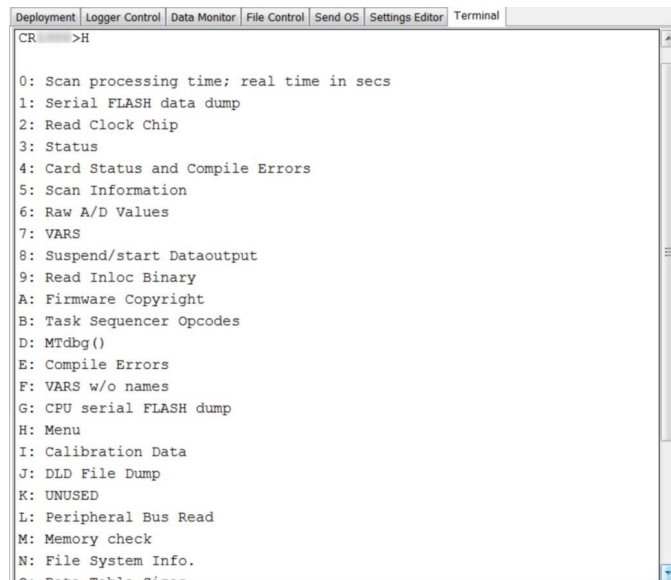 Deployment Logger Control Data Monitor File Control Send OS Settings Editor Terminal
CR >H
0: Scan processing time; real time in secs
1: Serial FLASH data dump
2: Read Clock Chip
3: Status
4: Card Status and Compile Errors
5: Scan Information
6: Raw A/D Values
7: VARS
8: Suspend/start Dataoutput
9: Read Inloc Binary
A: Firmware Copyright
B: Task Sequencer Opcodes
D: MTdbg()
E: Compile Errors
F: VARS w/o names
G: CPU serial FLASH dump
H: Menu
I: Calibration Data
J: DLD File Dump
K: UNUSED
L: Peripheral Bus Read
M: Memory check
N: File System Info.